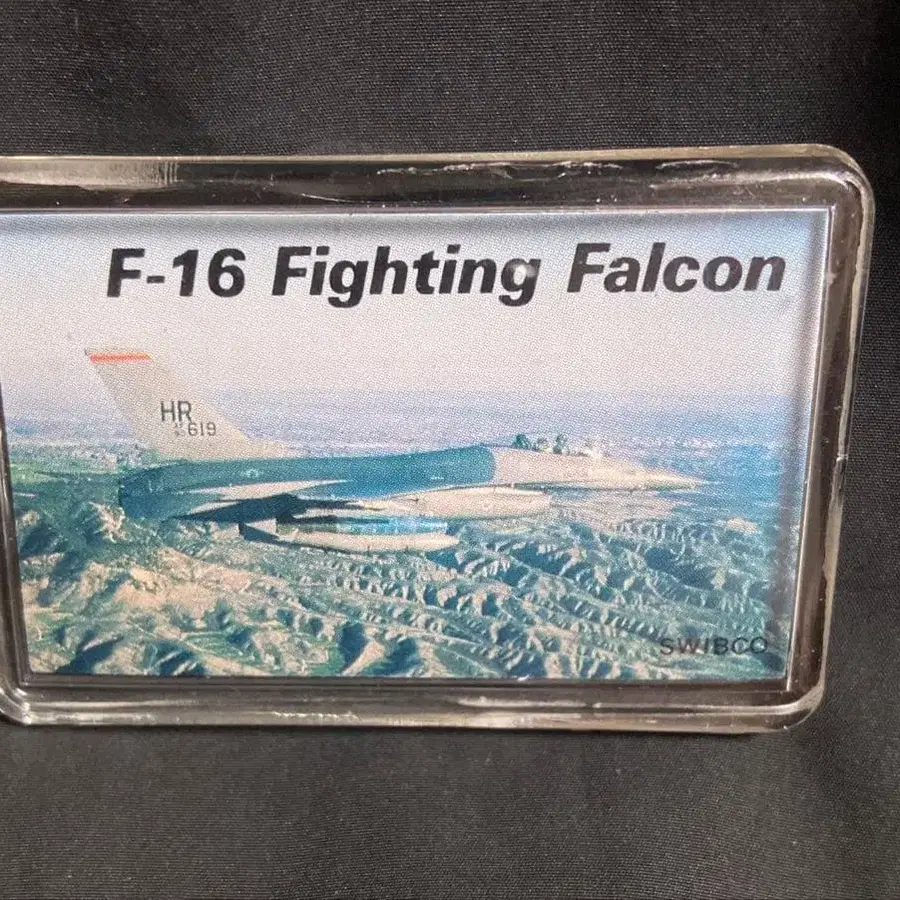 F-16 Fighting Falcon
HR
619
SWIBCO